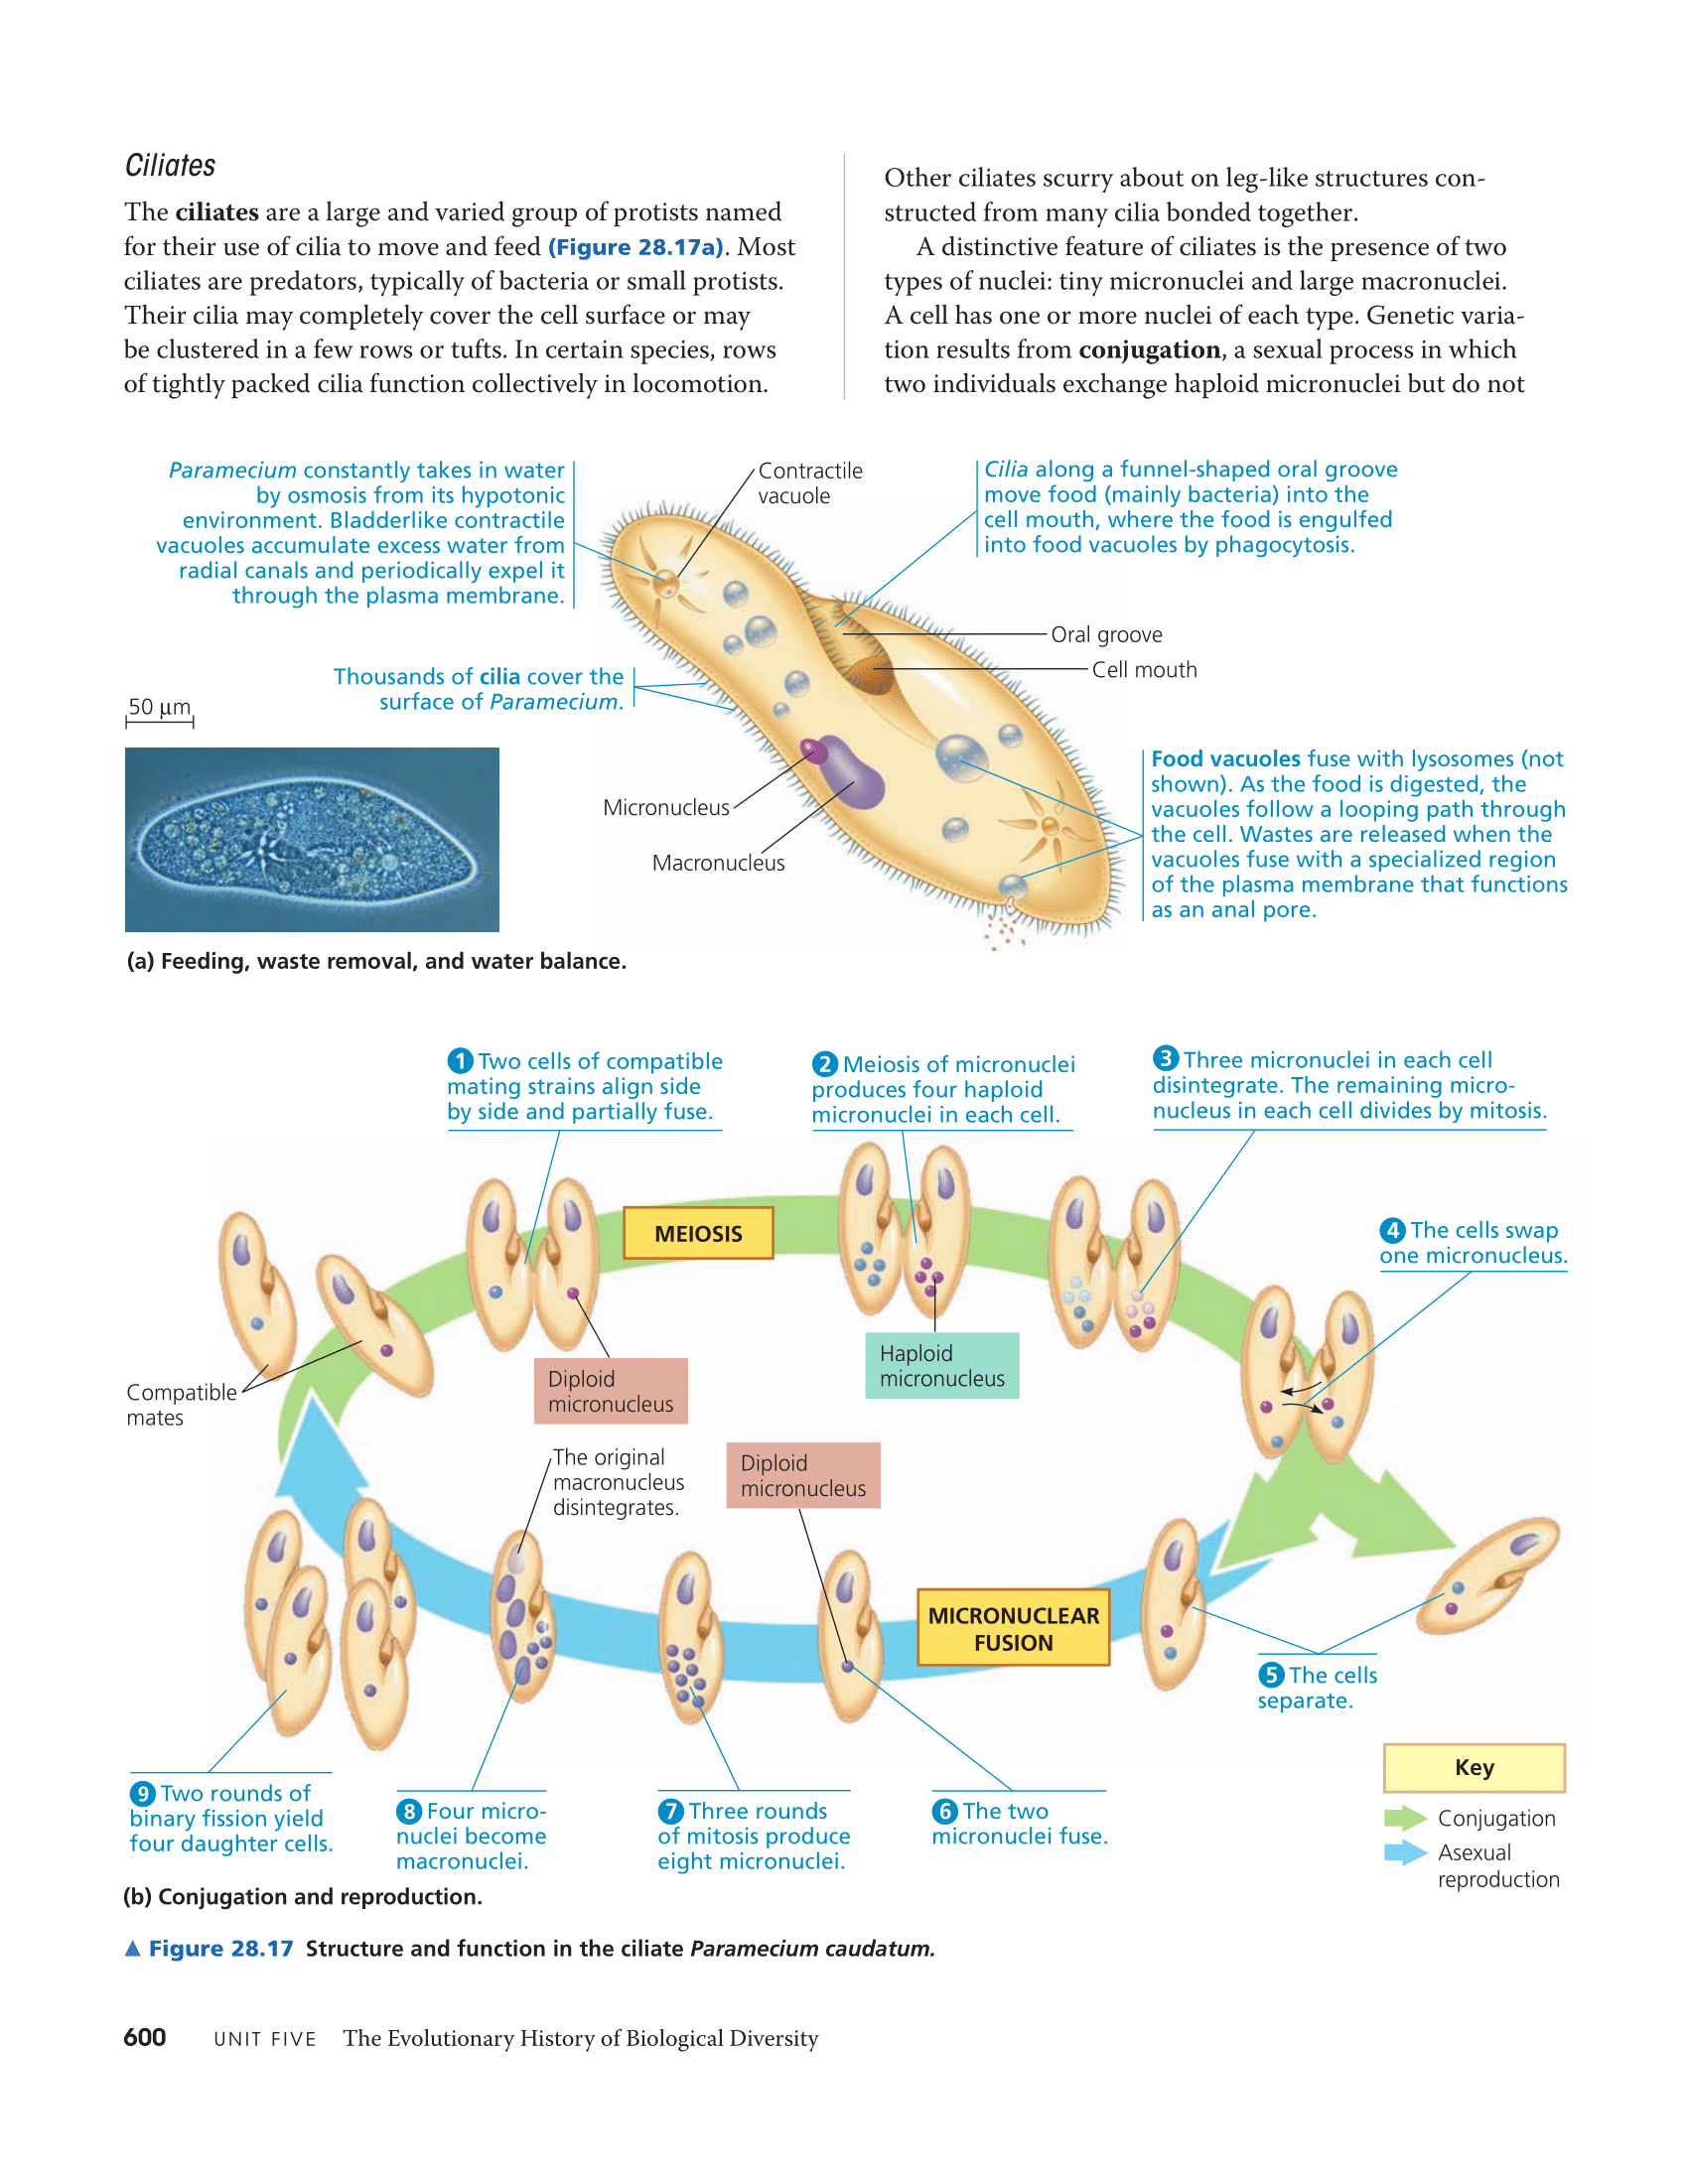 Ciliates
The ciliates are a large and varied group of protists named
for their use of cilia to move and feed (Figure 28.17a). Most
ciliates are predators, typically of bacteria or small protists.
Their cilia may completely cover the cell surface or may
be clustered in a few rows or tufts. In certain species, rows
of tightly packed cilia function collectively in locomotion.
Other ciliates scurry about on leg-like structures con-
structed from many cilia bonded together.
A distinctive feature of ciliates is the presence of two
types of nuclei: tiny micronuclei and large macronuclei.
A cell has one or more nuclei of each type. Genetic varia-
tion results from conjugation, a sexual process in which
two individuals exchange haploid micronuclei but do not
Paramecium constantly takes in water
by osmosis from its hypotonic
environment. Bladderlike contractile
vacuoles accumulate excess water from
radial canals and periodically expel it
through the plasma membrane.
Contractile
vacuole
Cilia along a funnel-shaped oral groove
move food (mainly bacteria) into the
cell mouth, where the food is engulfed
into food vacuoles by phagocytosis.
Oral groove
Cell mouth
Thousands of cilia cover the
surface of Paramecium.
50 μm
Micronucleus
Macronucleus
Food vacuoles fuse with lysosomes (not
shown). As the food is digested, the
vacuoles follow a looping path through
the cell. Wastes are released when the
vacuoles fuse with a specialized region
of the plasma membrane that functions
as an anal pore.
(a) Feeding, waste removal, and water balance.
1 Two cells of compatible
mating strains align side
by side and partially fuse.
2 Meiosis of micronuclei
produces four haploid
micronuclei in each cell.
3 Three micronuclei in each cell
disintegrate. The remaining micro-
nucleus in each cell divides by mitosis.
MEIOSIS
4 The cells swap
one micronucleus.
Compatible
mates
Diploid
micronucleus
Haploid
micronucleus
The original
macronucleus
disintegrates.
Diploid
micronucleus
MICRONUCLEAR
FUSION
5 The cells
separate.
9 Two rounds of
binary fission yield
four daughter cells.
8 Four micro-
nuclei become
macronuclei.
7 Three rounds
of mitosis produce
eight micronuclei.
6 The two
micronuclei fuse.
Key
Conjugation
Asexual
reproduction
(b) Conjugation and reproduction.
▲ Figure 28.17 Structure and function in the ciliate Paramecium caudatum.
600 UNIT FIVE The Evolutionary History of Biological Diversity